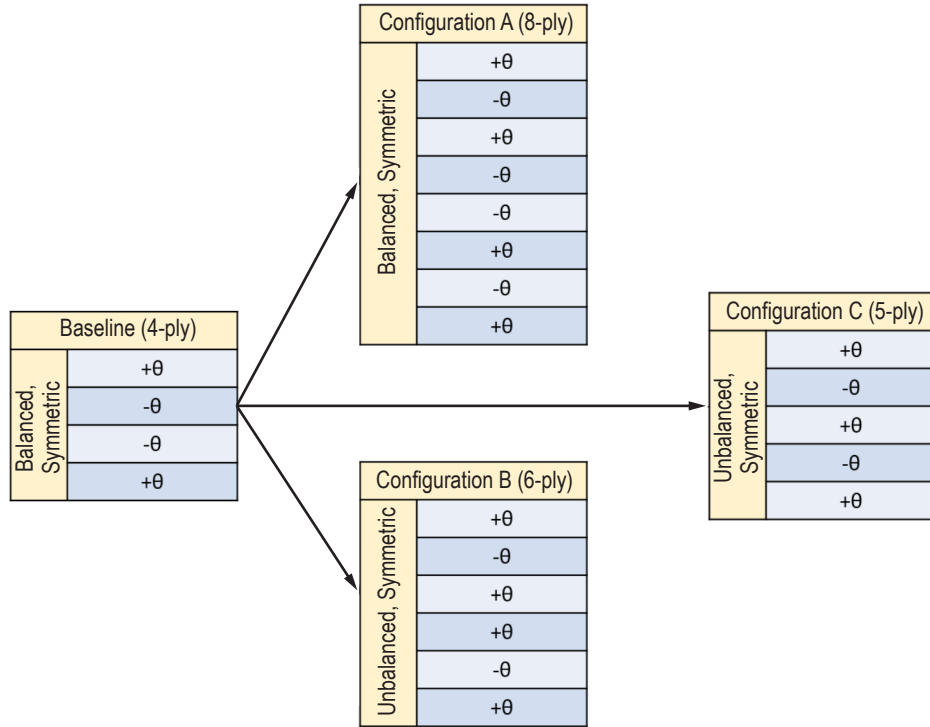 Configuration A (8-ply)
Balanced, Symmetric
+θ
-θ
+θ
-θ
-θ
+θ
-θ
+θ
Baseline (4-ply)
Balanced,
Symmetric
+θ
-θ
-θ
+θ
Configuration C (5-ply)
Unbalanced,
Symmetric
+θ
-θ
+θ
-θ
+θ
Configuration B (6-ply)
Unbalanced, Symmetric
+θ
-θ
+θ
+θ
-θ
+θ